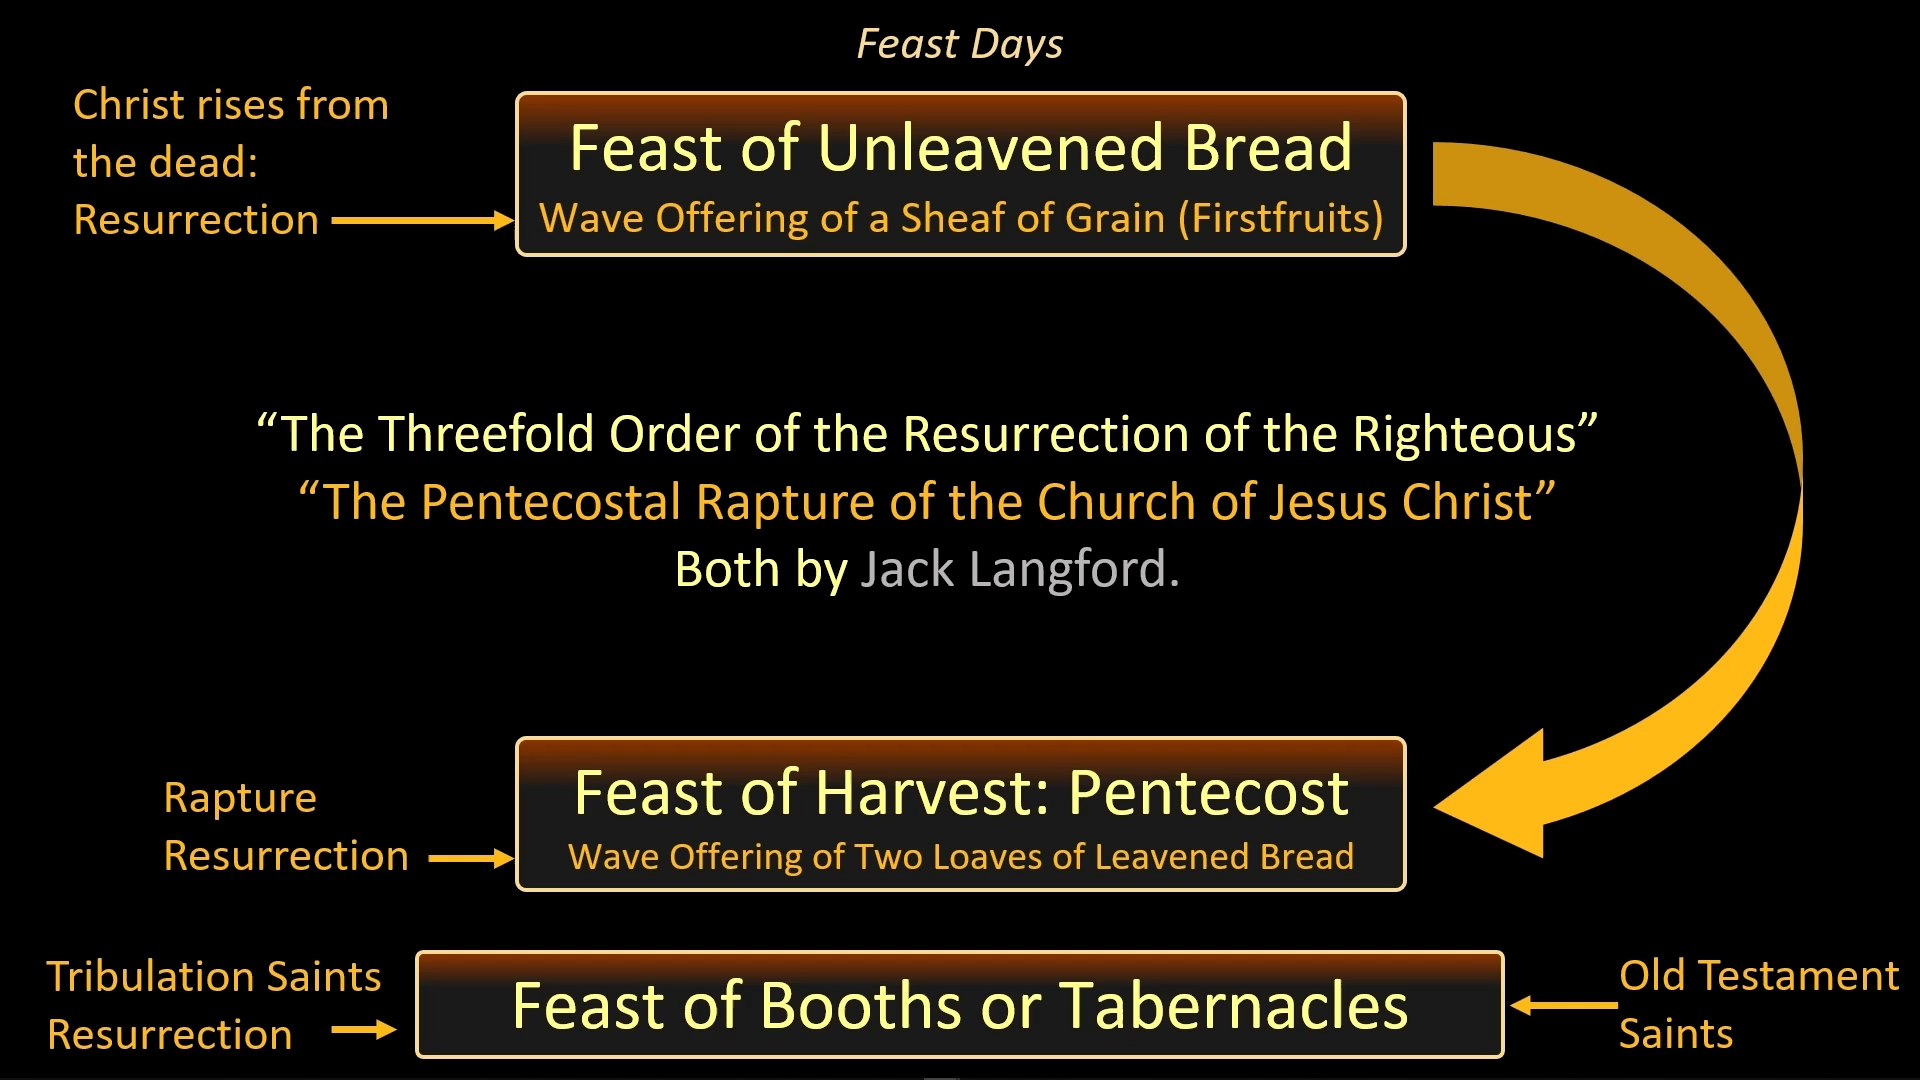 Feast Days
Christ rises from
the dead:
Resurrection
Feast of Unleavened Bread
Wave Offering of a Sheaf of Grain (Firstfruits)
“The Threefold Order of the Resurrection of the Righteous”
“The Pentecostal Rapture of the Church of Jesus Christ”
Both by Jack Langford.
Rapture
Resurrection
Feast of Harvest: Pentecost
Wave Offering of Two Loaves of Leavened Bread
Tribulation Saints
Resurrection
Feast of Booths or Tabernacles
Old Testament
Saints